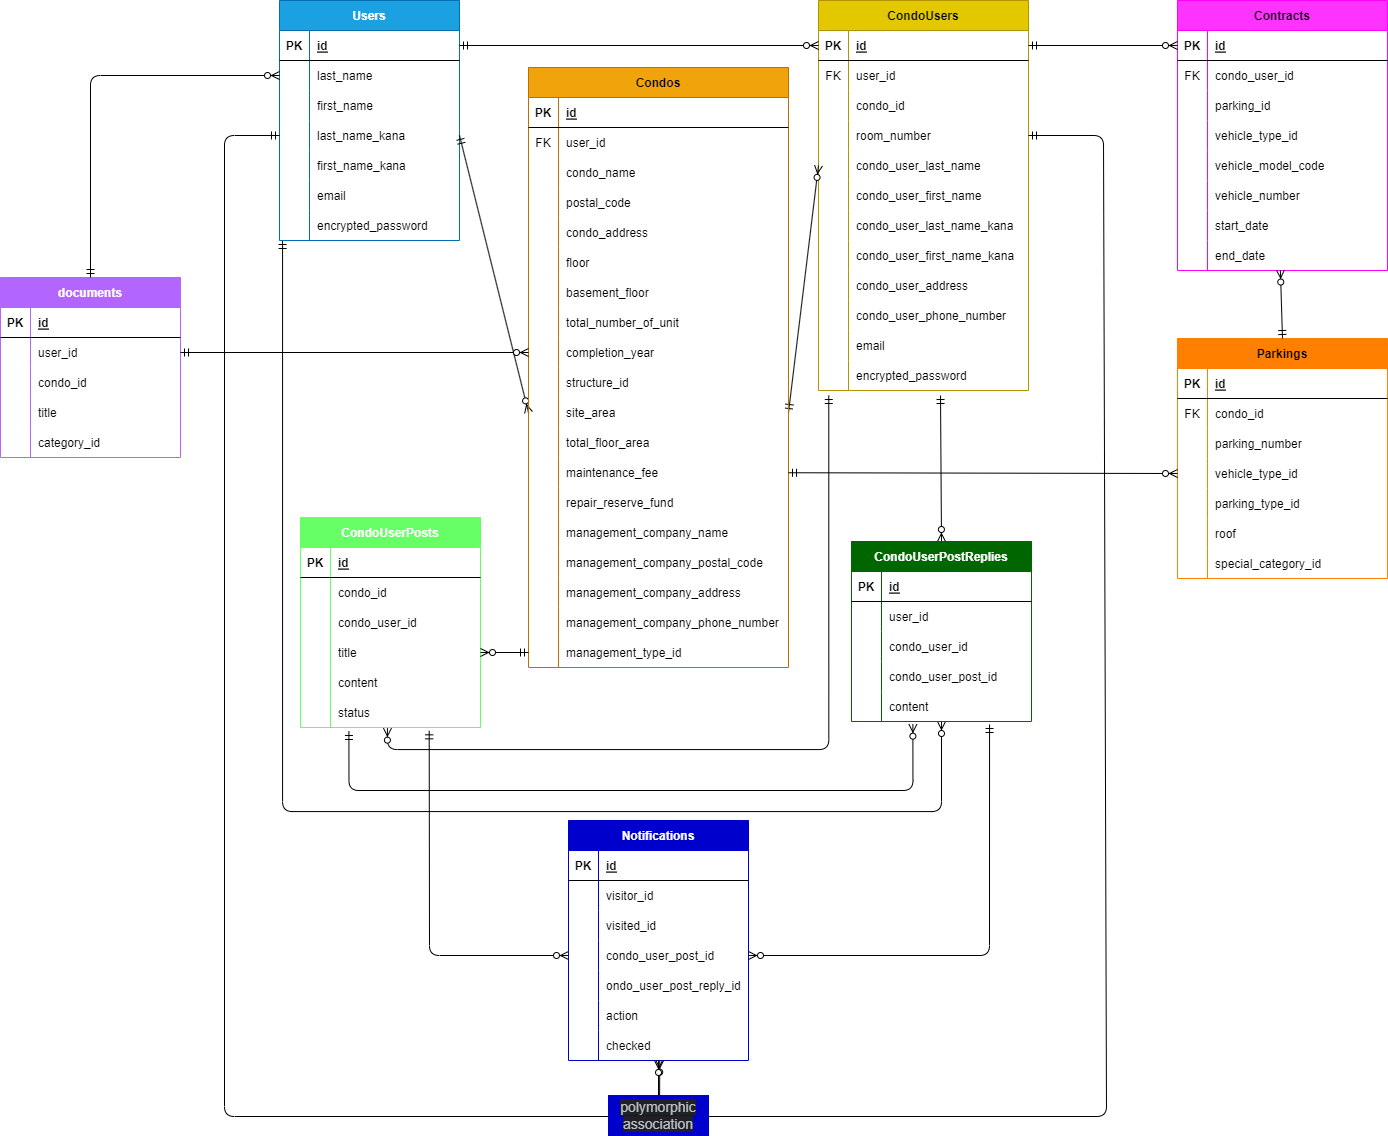 Users
PK id
last_name
first_name
last_name_kana
first_name_kana
email
encrypted_password
CondoUsers
PK id
FK user_id
condo_id
room_number
condo_user_last_name
condo_user_first_name
condo_user_last_name_kana
condo_user_first_name_kana
condo_user_address
condo_user_phone_number
email
encrypted_password
Contracts
PK id
FK condo_user_id
parking_id
vehicle_type_id
vehicle_model_code
vehicle_number
start_date
end_date
Condos
PK id
FK user_id
condo_name
postal_code
condo_address
floor
basement_floor
total_number_of_unit
completion_year
structure_id
site_area
total_floor_area
maintenance_fee
repair_reserve_fund
management_company_name
management_company_postal_code
management_company_address
management_company_phone_number
management_type_id
documents
PK id
user_id
condo_id
title
category_id
Parkings
PK id
FK condo_id
parking_number
vehicle_type_id
parking_type_id
roof
special_category_id
CondoUserPosts
PK id
condo_id
condo_user_id
title
content
status
CondoUserPostReplies
PK id
user_id
condo_user_id
condo_user_post_id
content
Notifications
PK id
visitor_id
visited_id
condo_user_post_id
ondo_user_post_reply_id
action
checked
polymorphic
association